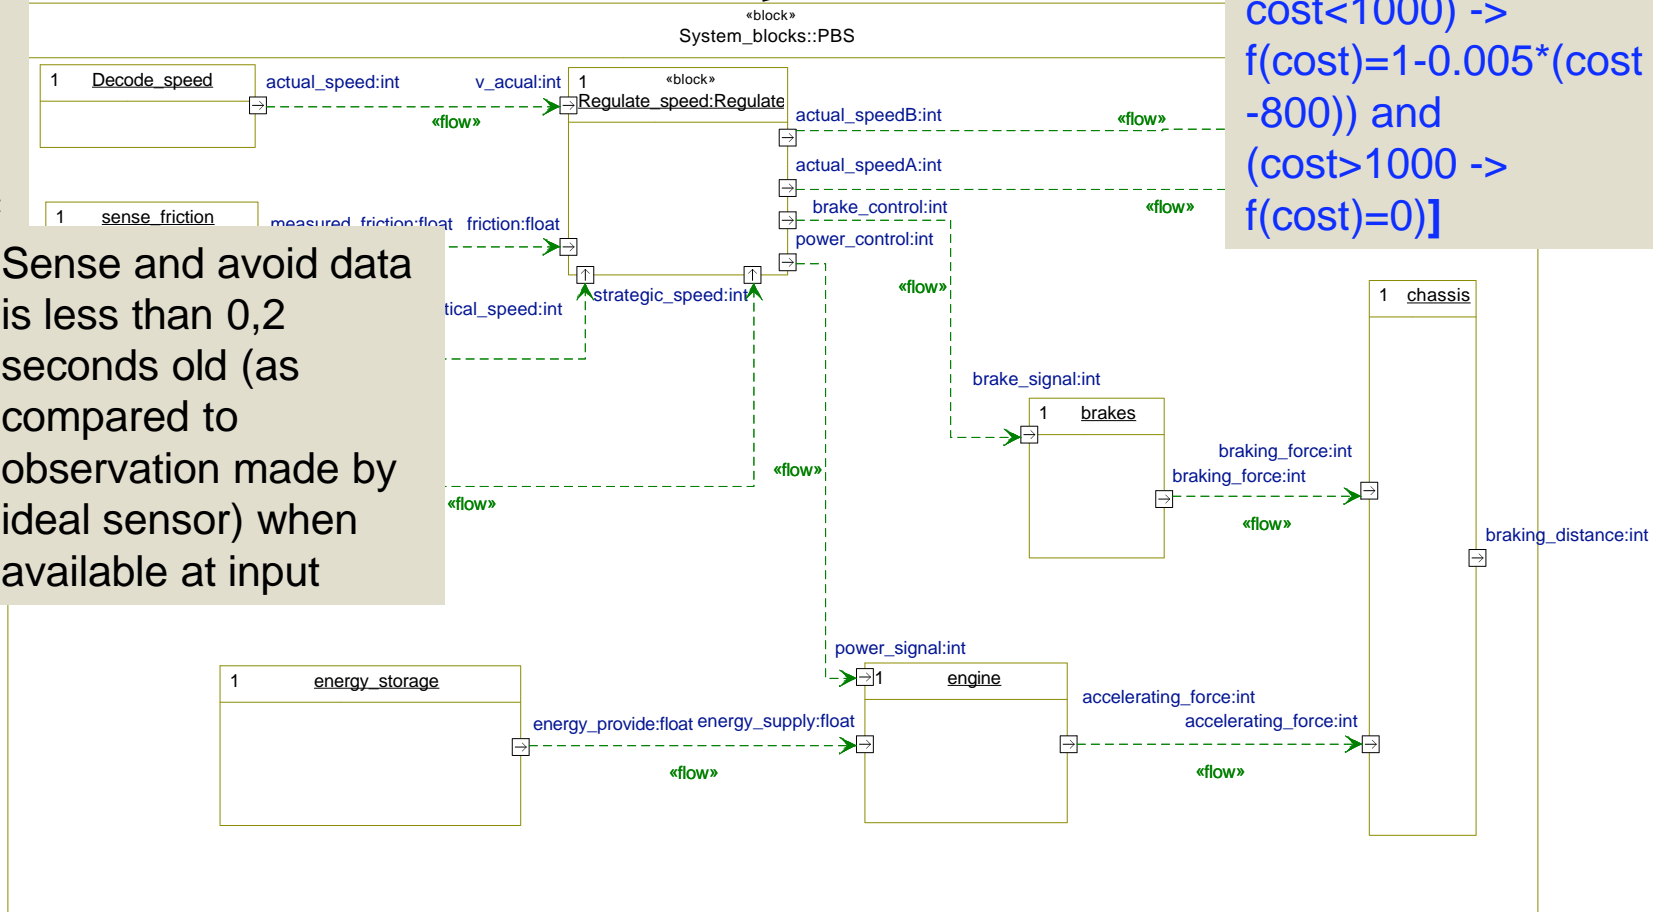 «block»
System_blocks::PBS
cost<1000) ->
f(cost)=1-0.005*(cost
-800)) and
(cost>1000 ->
f(cost)=0)]
1 Decode_speed
actual_speed:int
v_acual:int
«flow»
1 «block»
Regulate_speed:Regulate
actual_speedB:int
«flow»
actual_speedA:int
«flow»
1 sense_friction
measured_friction:float friction:float
brake_control:int
power_control:int
«flow»
strategic_speed:int
tical_speed:int
Sense and avoid data
is less than 0,2
seconds old (as
compared to
observation made by
ideal sensor) when
available at input
«flow»
«flow»
1 chassis
brake_signal:int
1 brakes
braking_force:int
braking_force:int
«flow»
braking_distance:int
power_signal:int
1 energy_storage
1 engine
energy_provide:float energy_supply:float
«flow»
accelerating_force:int
accelerating_force:int
«flow»